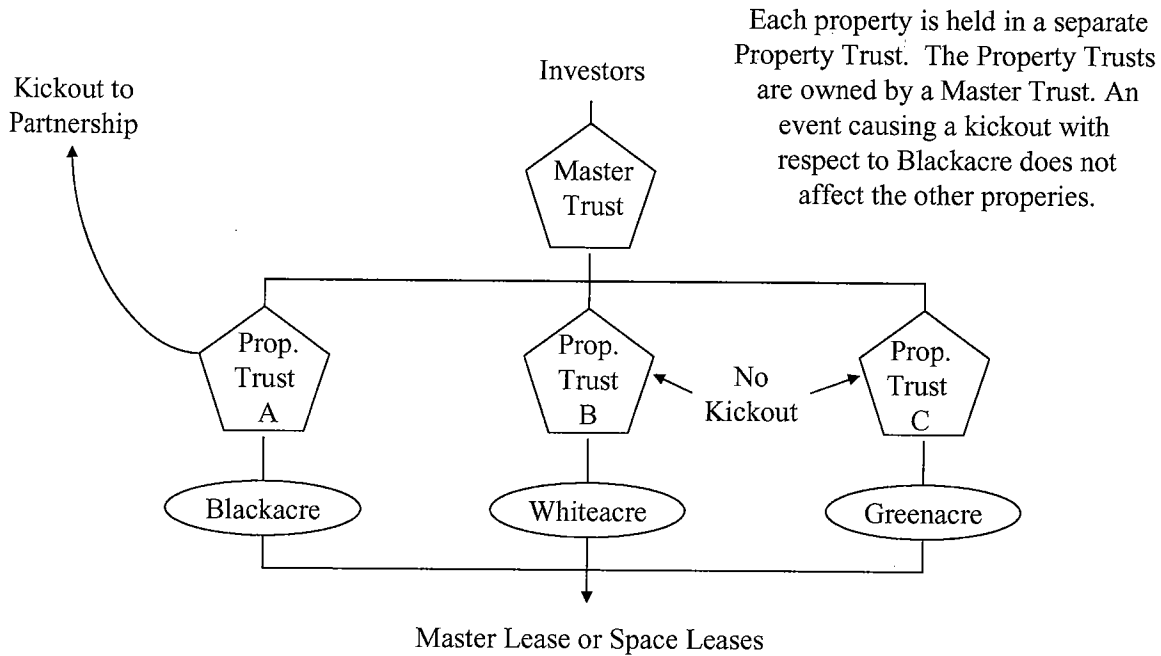 Each property is held in a separate
Property Trust. The Property Trusts
are owned by a Master Trust. An
event causing a kickout with
respect to Blackacre does not
affect the other properies.
Kickout to
Partnership
Investors
Master
Trust
Prop.
Trust
A
Prop.
Trust
B
No
Kickout
Prop.
Trust
C
Blackacre
Whiteacre
Greenacre
Master Lease or Space Leases